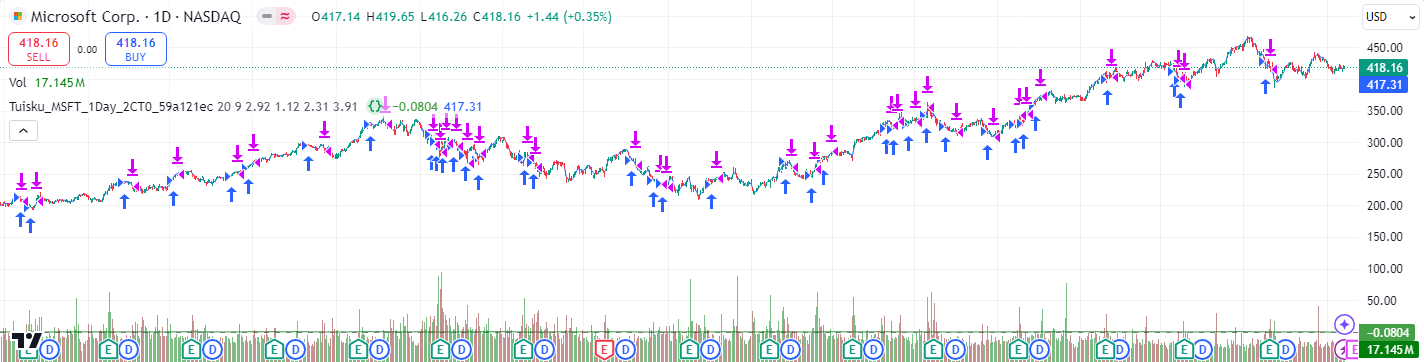 Microsoft Corp. · 1D · NASDAQ O417.14 H419.65 L416.26 C418.16 +1.44 (+0.35%)
USD
418.16 SELL
0.00
418.16 BUY
Vol 17.145M
Tuisku_MSFT_1Day_2CT0_59a121ec 20 9 2.92 1.12 2.31 3.91 {} −0.0804 417.31
450.00
418.16
417.31
350.00
300.00
250.00
200.00
150.00
100.00
50.00
−0.0804
17.145M
E D E D E D E D E D E D E D E D E D E D E D E D E D E D E D E D E